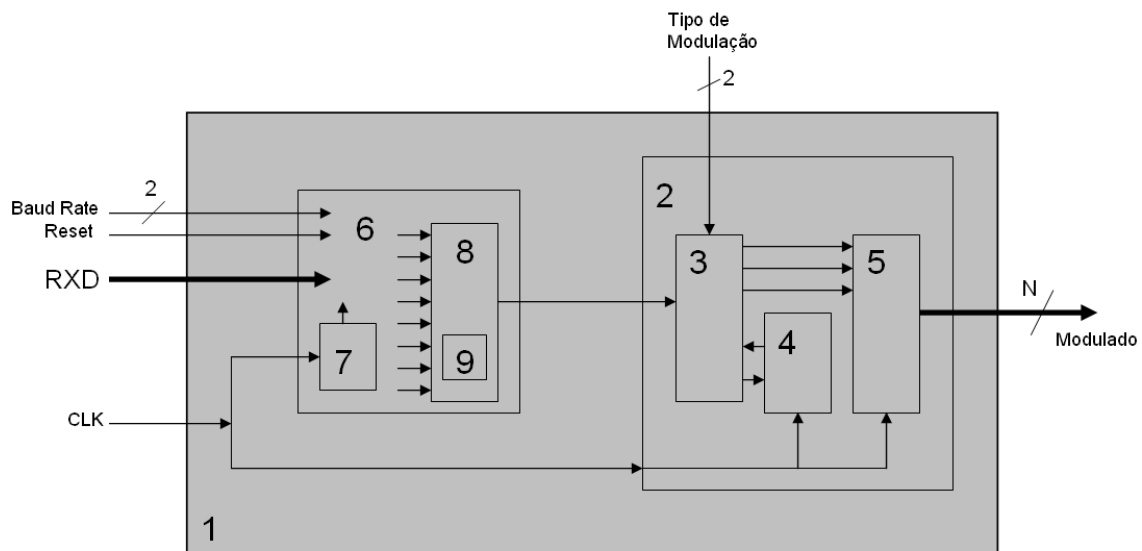 Tipo de
Modulação
2
2
Baud Rate
Reset
RXD
CLK
6
8
7
9
2
3
5
4
N
Modulado
1